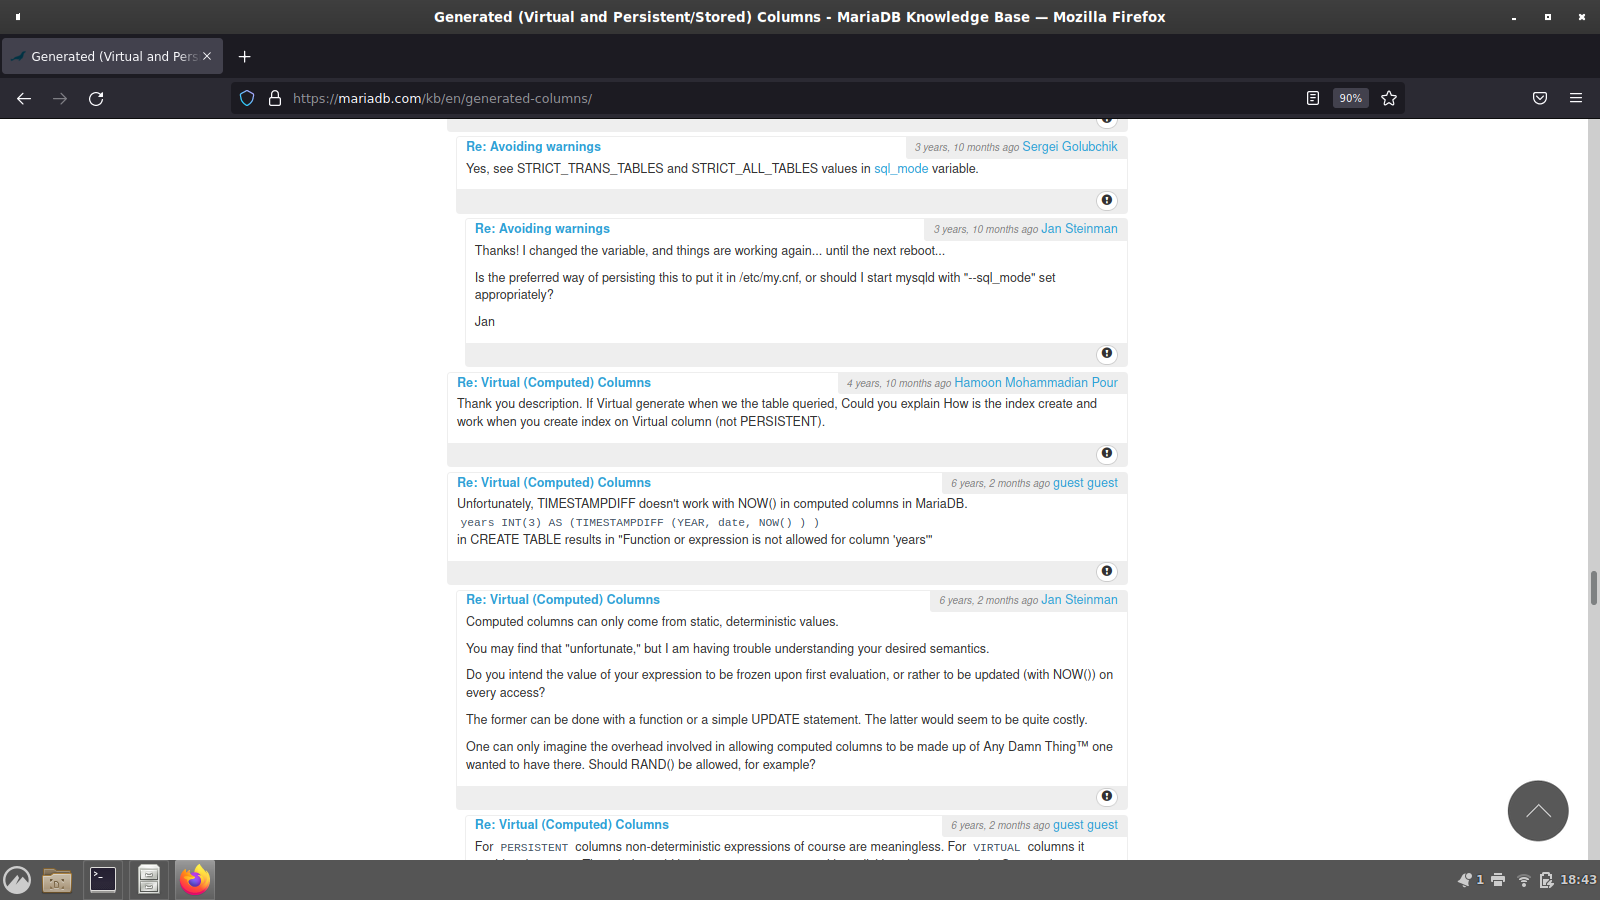 Generated (Virtual and Persistent/Stored) Columns - MariaDB Knowledge Base — Mozilla Firefox
Generated (Virtual and Pers
https://mariadb.com/kb/en/generated-columns/
90%
Re: Avoiding warnings
3 years, 10 months ago Sergei Golubchik
Yes, see STRICT_TRANS_TABLES and STRICT_ALL_TABLES values in sql_mode variable.
Re: Avoiding warnings
3 years, 10 months ago Jan Steinman
Thanks! I changed the variable, and things are working again... until the next reboot...
Is the preferred way of persisting this to put it in /etc/my.cnf, or should I start mysqld with "--sql_mode" set
appropriately?
Jan
Re: Virtual (Computed) Columns
4 years, 10 months ago Hamoon Mohammadian Pour
Thank you description. If Virtual generate when we the table queried, Could you explain How is the index create and
work when you create index on Virtual column (not PERSISTENT).
Re: Virtual (Computed) Columns
6 years, 2 months ago guest guest
Unfortunately, TIMESTAMPDIFF doesn't work with NOW() in computed columns in MariaDB.
years INT(3) AS (TIMESTAMPDIFF (YEAR, date, NOW() ) )
in CREATE TABLE results in "Function or expression is not allowed for column 'years'"
Re: Virtual (Computed) Columns
6 years, 2 months ago Jan Steinman
Computed columns can only come from static, deterministic values.
You may find that "unfortunate," but I am having trouble understanding your desired semantics.
Do you intend the value of your expression to be frozen upon first evaluation, or rather to be updated (with NOW()) on
every access?
The former can be done with a function or a simple UPDATE statement. The latter would seem to be quite costly.
One can only imagine the overhead involved in allowing computed columns to be made up of Any Damn Thing™ one
wanted to have there. Should RAND() be allowed, for example?
Re: Virtual (Computed) Columns
6 years, 2 months ago guest guest
For PERSISTENT columns non-deterministic expressions of course are meaningless. For VIRTUAL columns it
1
18:43